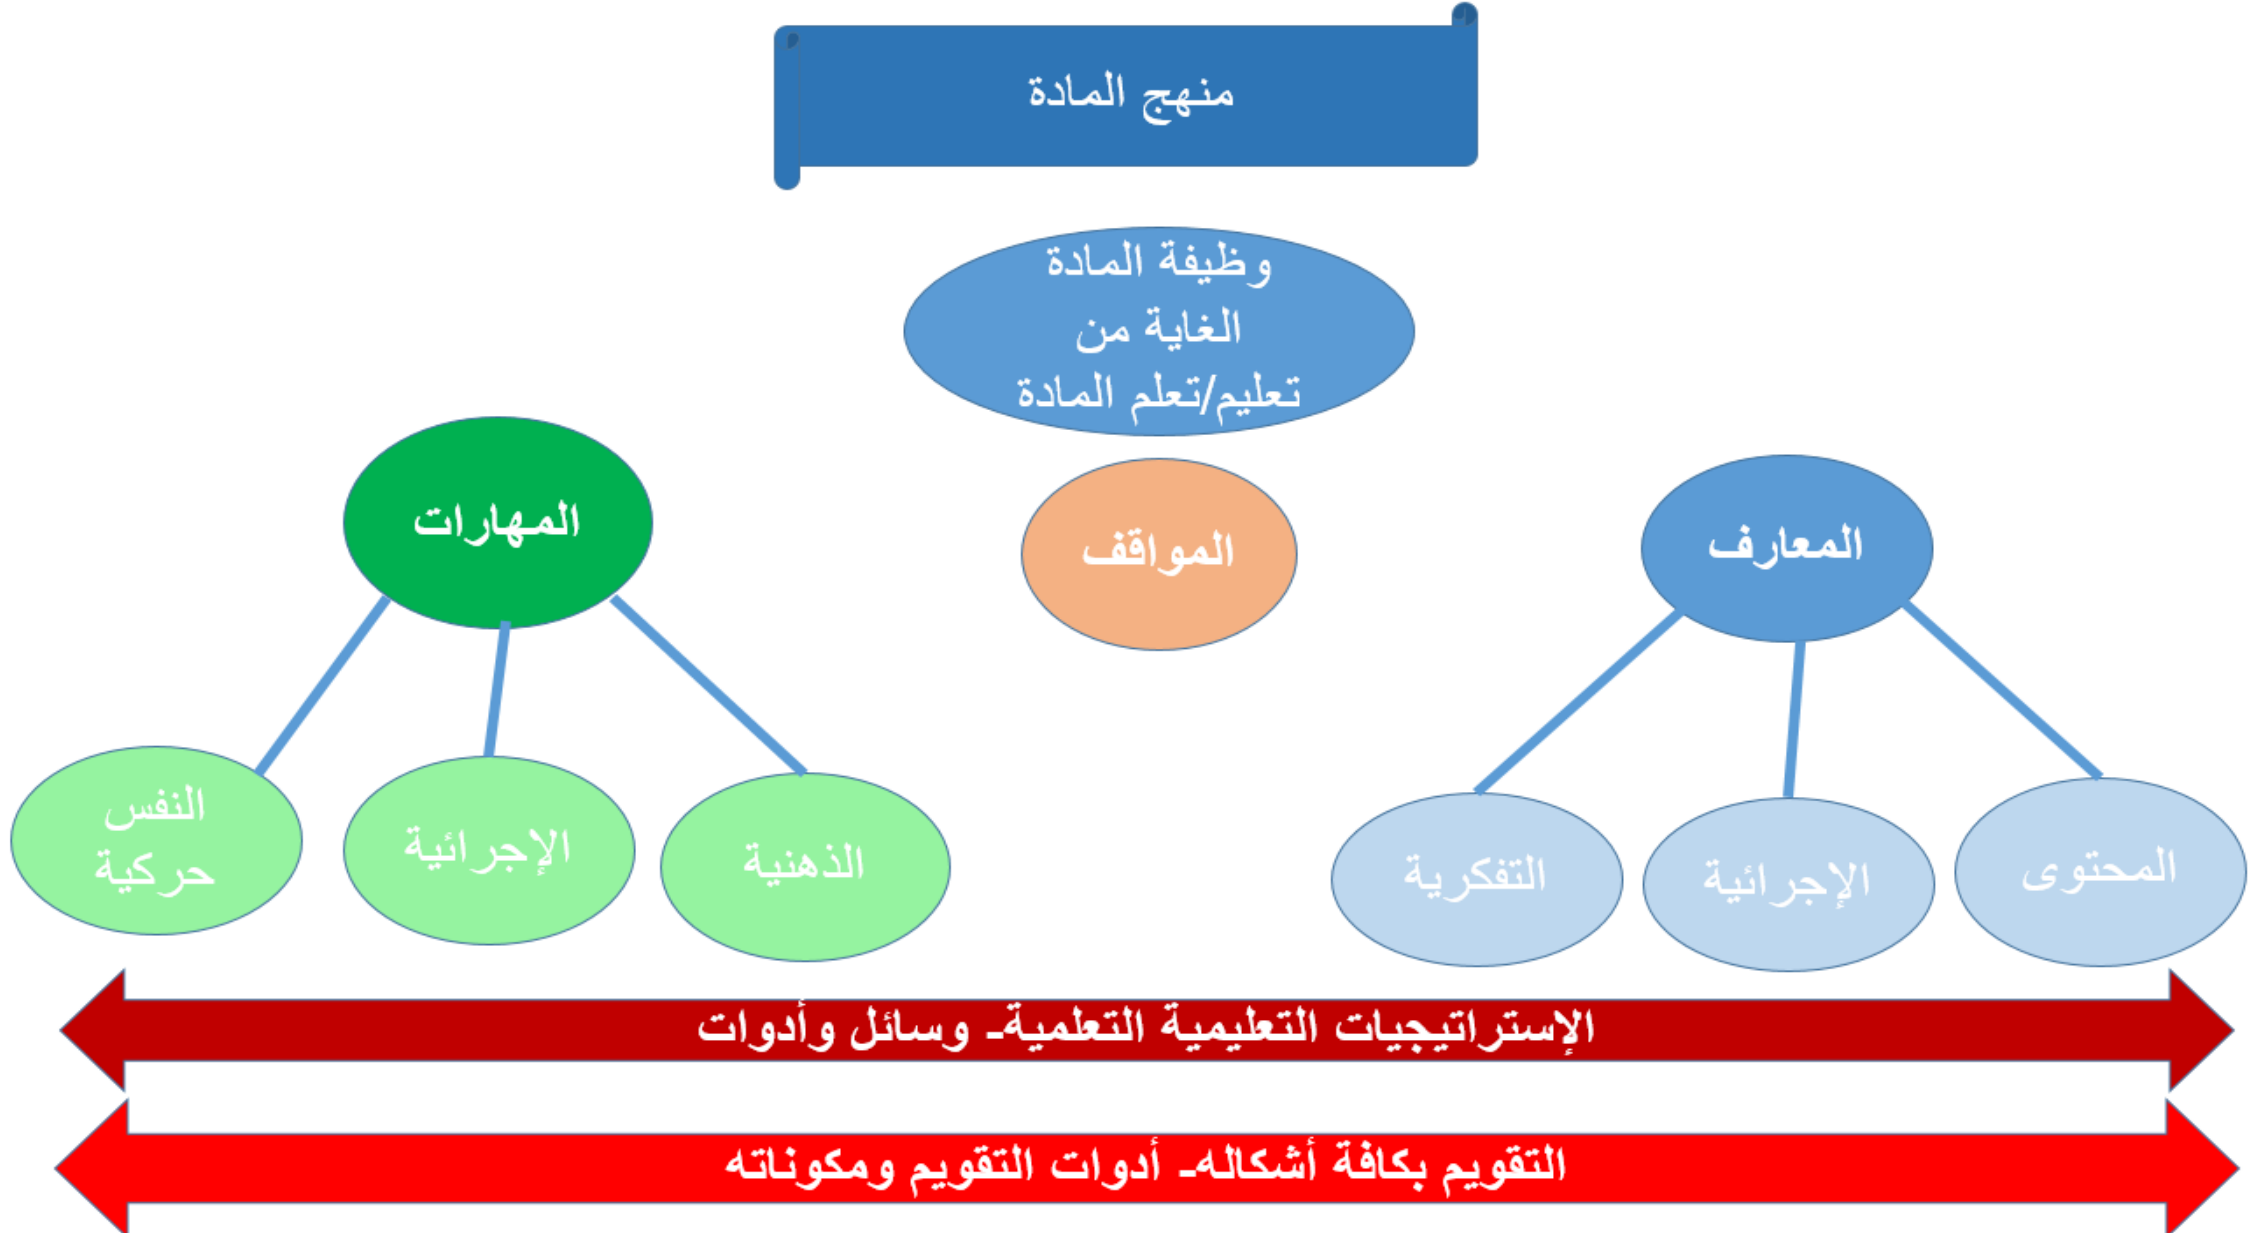 منهج المادة
وظيفة المادة
الغاية من
تعليم/تعلم المادة
المعارف
المواقف
المهارات
المحتوى
الإجرائية
التفكرية
الذهنية
الإجرائية
النفس
حركية
الإستراتيجيات التعليمية التعلمية- وسائل وأدوات
التقويم بكافة أشكاله- أدوات التقويم ومكوناته